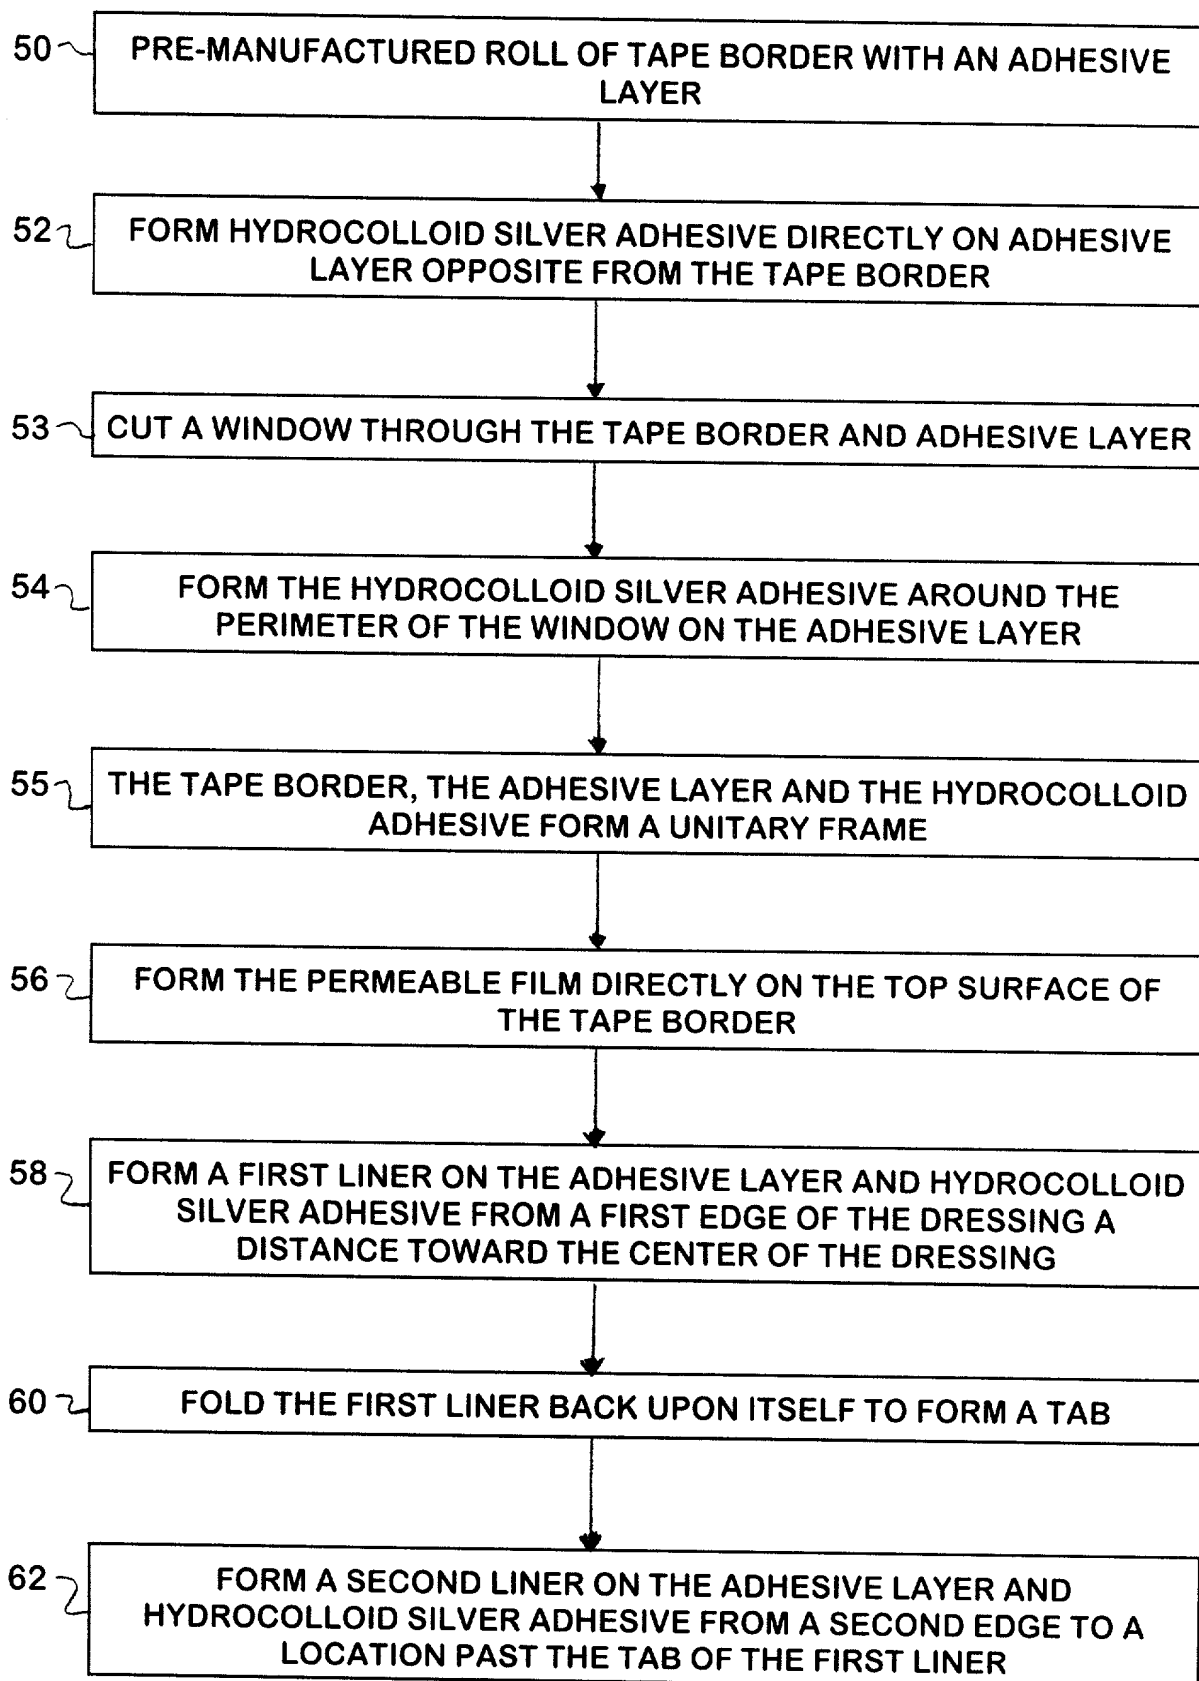 50
PRE-MANUFACTURED ROLL OF TAPE BORDER WITH AN ADHESIVE
LAYER
52
FORM HYDROCOLLOID SILVER ADHESIVE DIRECTLY ON ADHESIVE
LAYER OPPOSITE FROM THE TAPE BORDER
53
CUT A WINDOW THROUGH THE TAPE BORDER AND ADHESIVE LAYER
54
FORM THE HYDROCOLLOID SILVER ADHESIVE AROUND THE
PERIMETER OF THE WINDOW ON THE ADHESIVE LAYER
55
THE TAPE BORDER, THE ADHESIVE LAYER AND THE HYDROCOLLOID
ADHESIVE FORM A UNITARY FRAME
56
FORM THE PERMEABLE FILM DIRECTLY ON THE TOP SURFACE OF
THE TAPE BORDER
58
FORM A FIRST LINER ON THE ADHESIVE LAYER AND HYDROCOLLOID
SILVER ADHESIVE FROM A FIRST EDGE OF THE DRESSING A
DISTANCE TOWARD THE CENTER OF THE DRESSING
60
FOLD THE FIRST LINER BACK UPON ITSELF TO FORM A TAB
62
FORM A SECOND LINER ON THE ADHESIVE LAYER AND
HYDROCOLLOID SILVER ADHESIVE FROM A SECOND EDGE TO A
LOCATION PAST THE TAB OF THE FIRST LINER